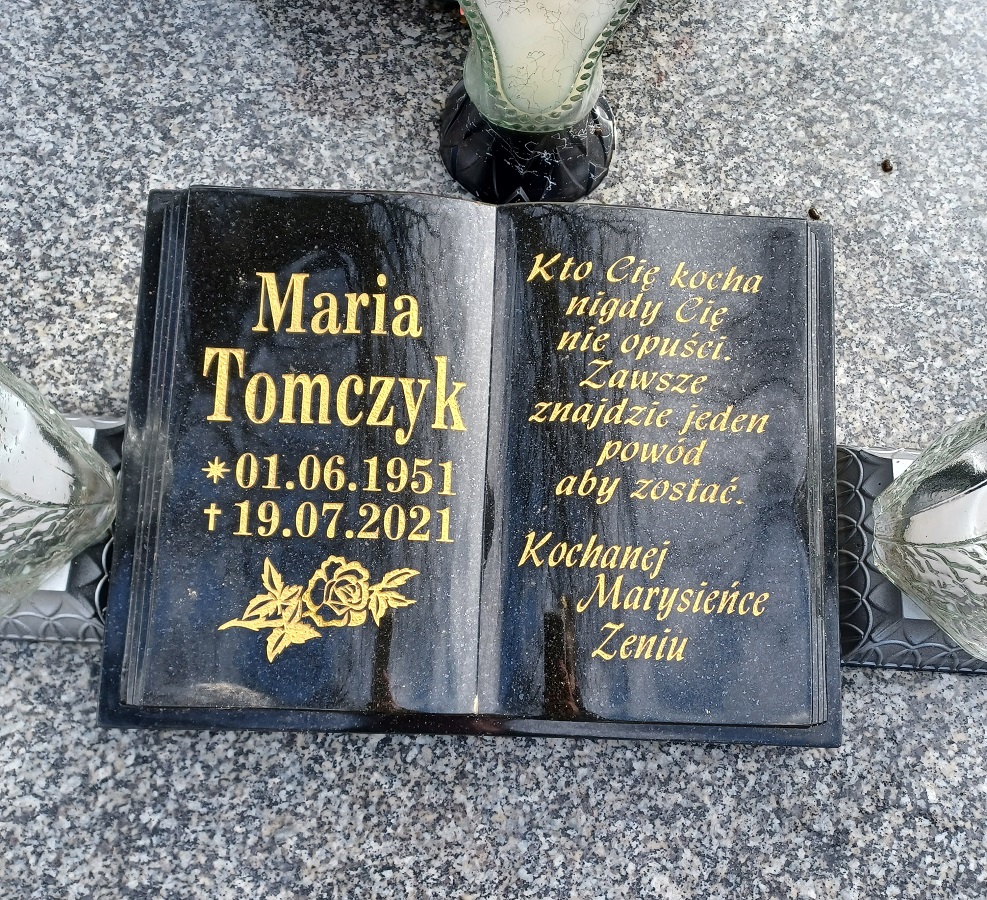 Maria
Tomczyk
*01.06.1951
†19.07.2021
Kto Cię kocha
nigdy Cię
nie opuści.
Zawsze
znajdzie jeden
powód
aby zostać.
Kochanej
Marysieńce
Zeniu